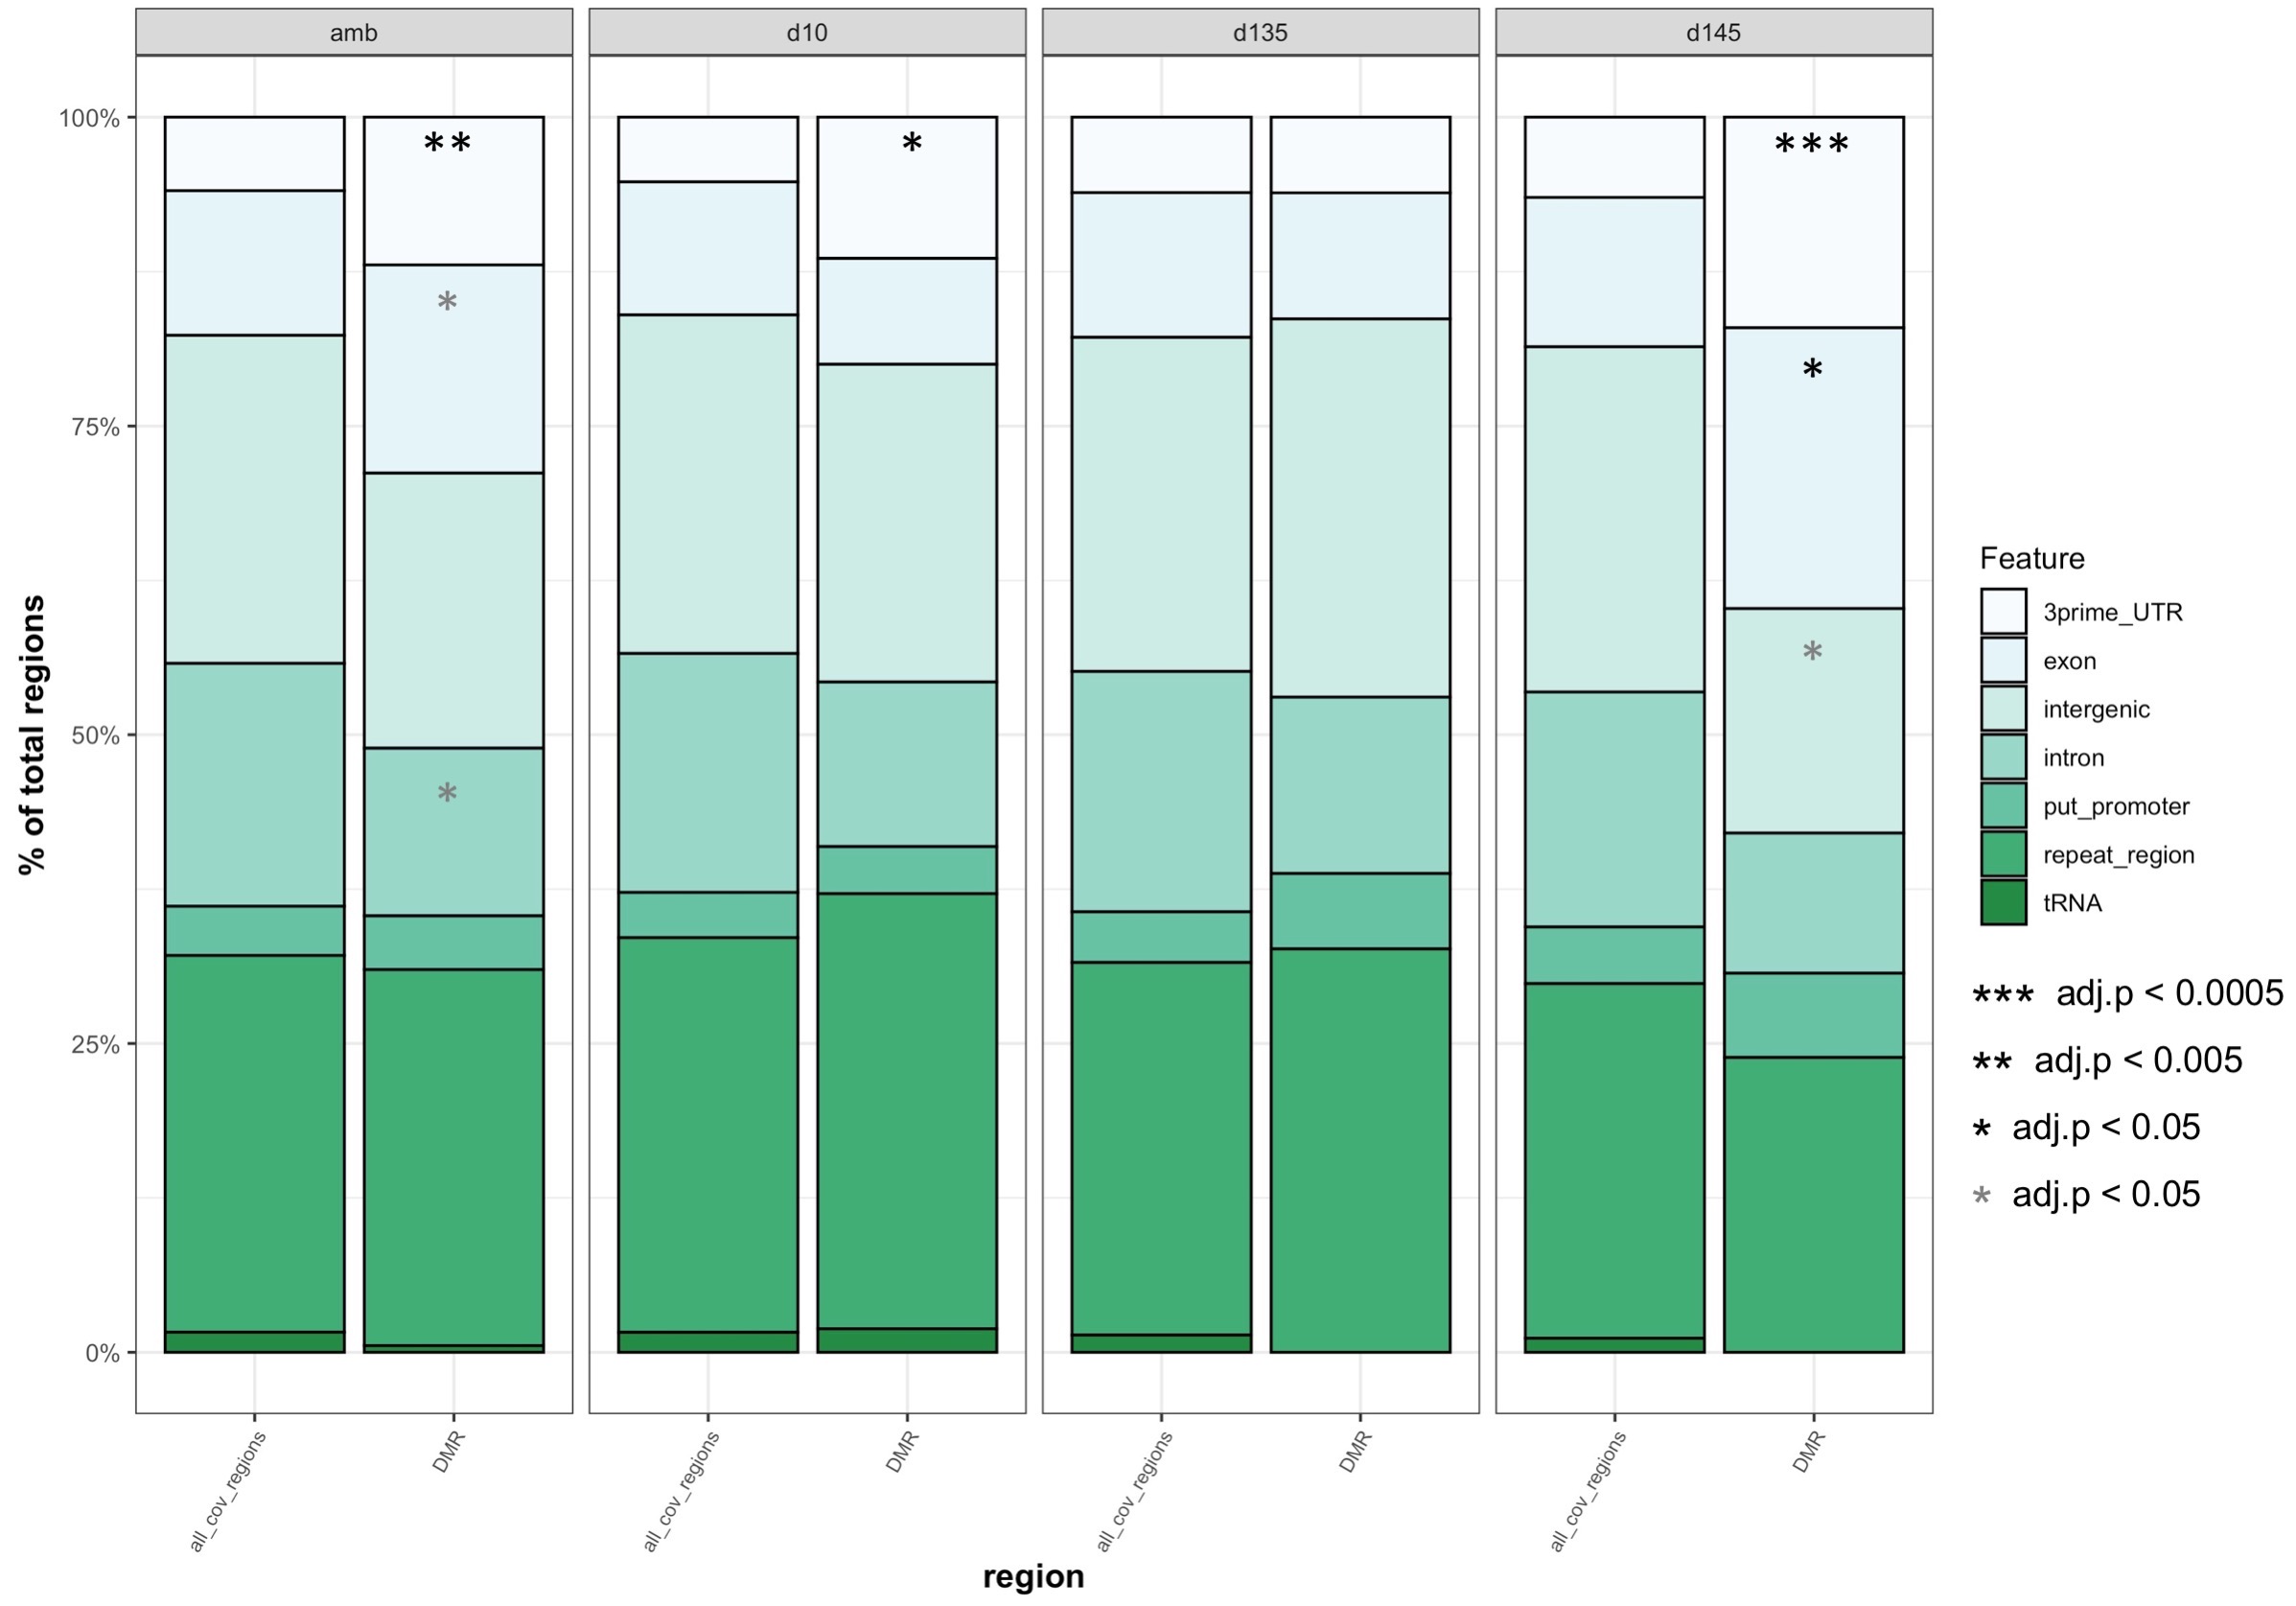 amb
d10
d135
d145
% of total regions
100%
75%
50%
25%
0%
**
*
*
*
***
*
*
all_cov_regions
DMR
all_cov_regions
DMR
all_cov_regions
DMR
all_cov_regions
DMR
region
Feature
3prime_UTR
exon
intergenic
intron
put_promoter
repeat_region
tRNA
*** adj.p < 0.0005
** adj.p < 0.005
* adj.p < 0.05
* adj.p < 0.05